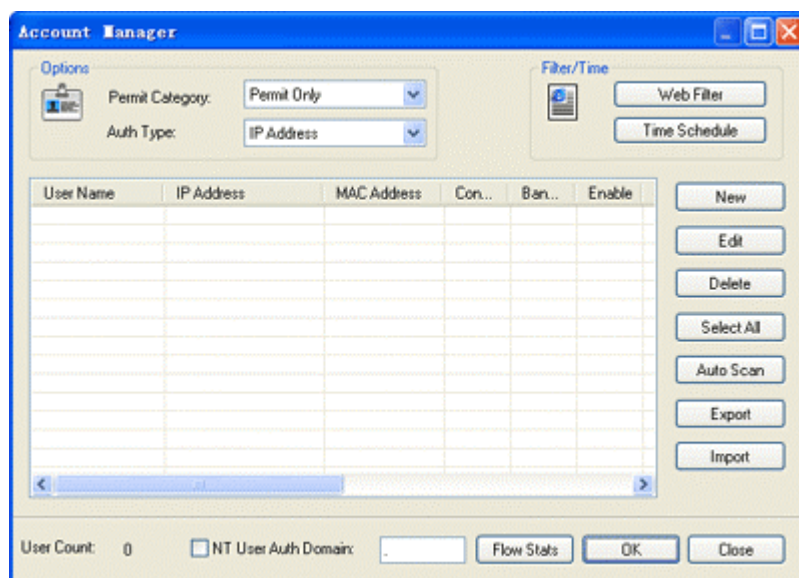 Account Manager
Options
Permit Category: Permit Only
Auth Type: IP Address
Filter/Time
Web Filter
Time Schedule
User Name IP Address MAC Address Con... Ban... Enable
New
Edit
Delete
Select All
Auto Scan
Export
Import
User Count: 0 NT User Auth Domain: . Flow Stats OK Close